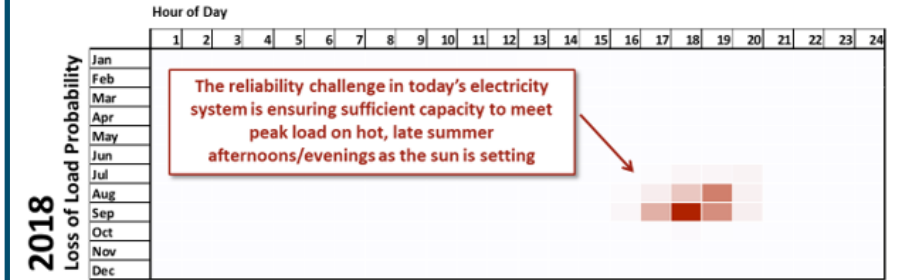 Hour of Day
1 2 3 4 5 6 7 8 9 10 11 12 13 14 15 16 17 18 19 20 21 22 23 24
2018
Loss of Load Probability
Jan
Feb
Mar
Apr
May
Jun
Jul
Aug
Sep
Oct
Nov
Dec
The reliability challenge in today's electricity
system is ensuring sufficient capacity to meet
peak load on hot, late summer
afternoons/evenings as the sun is setting